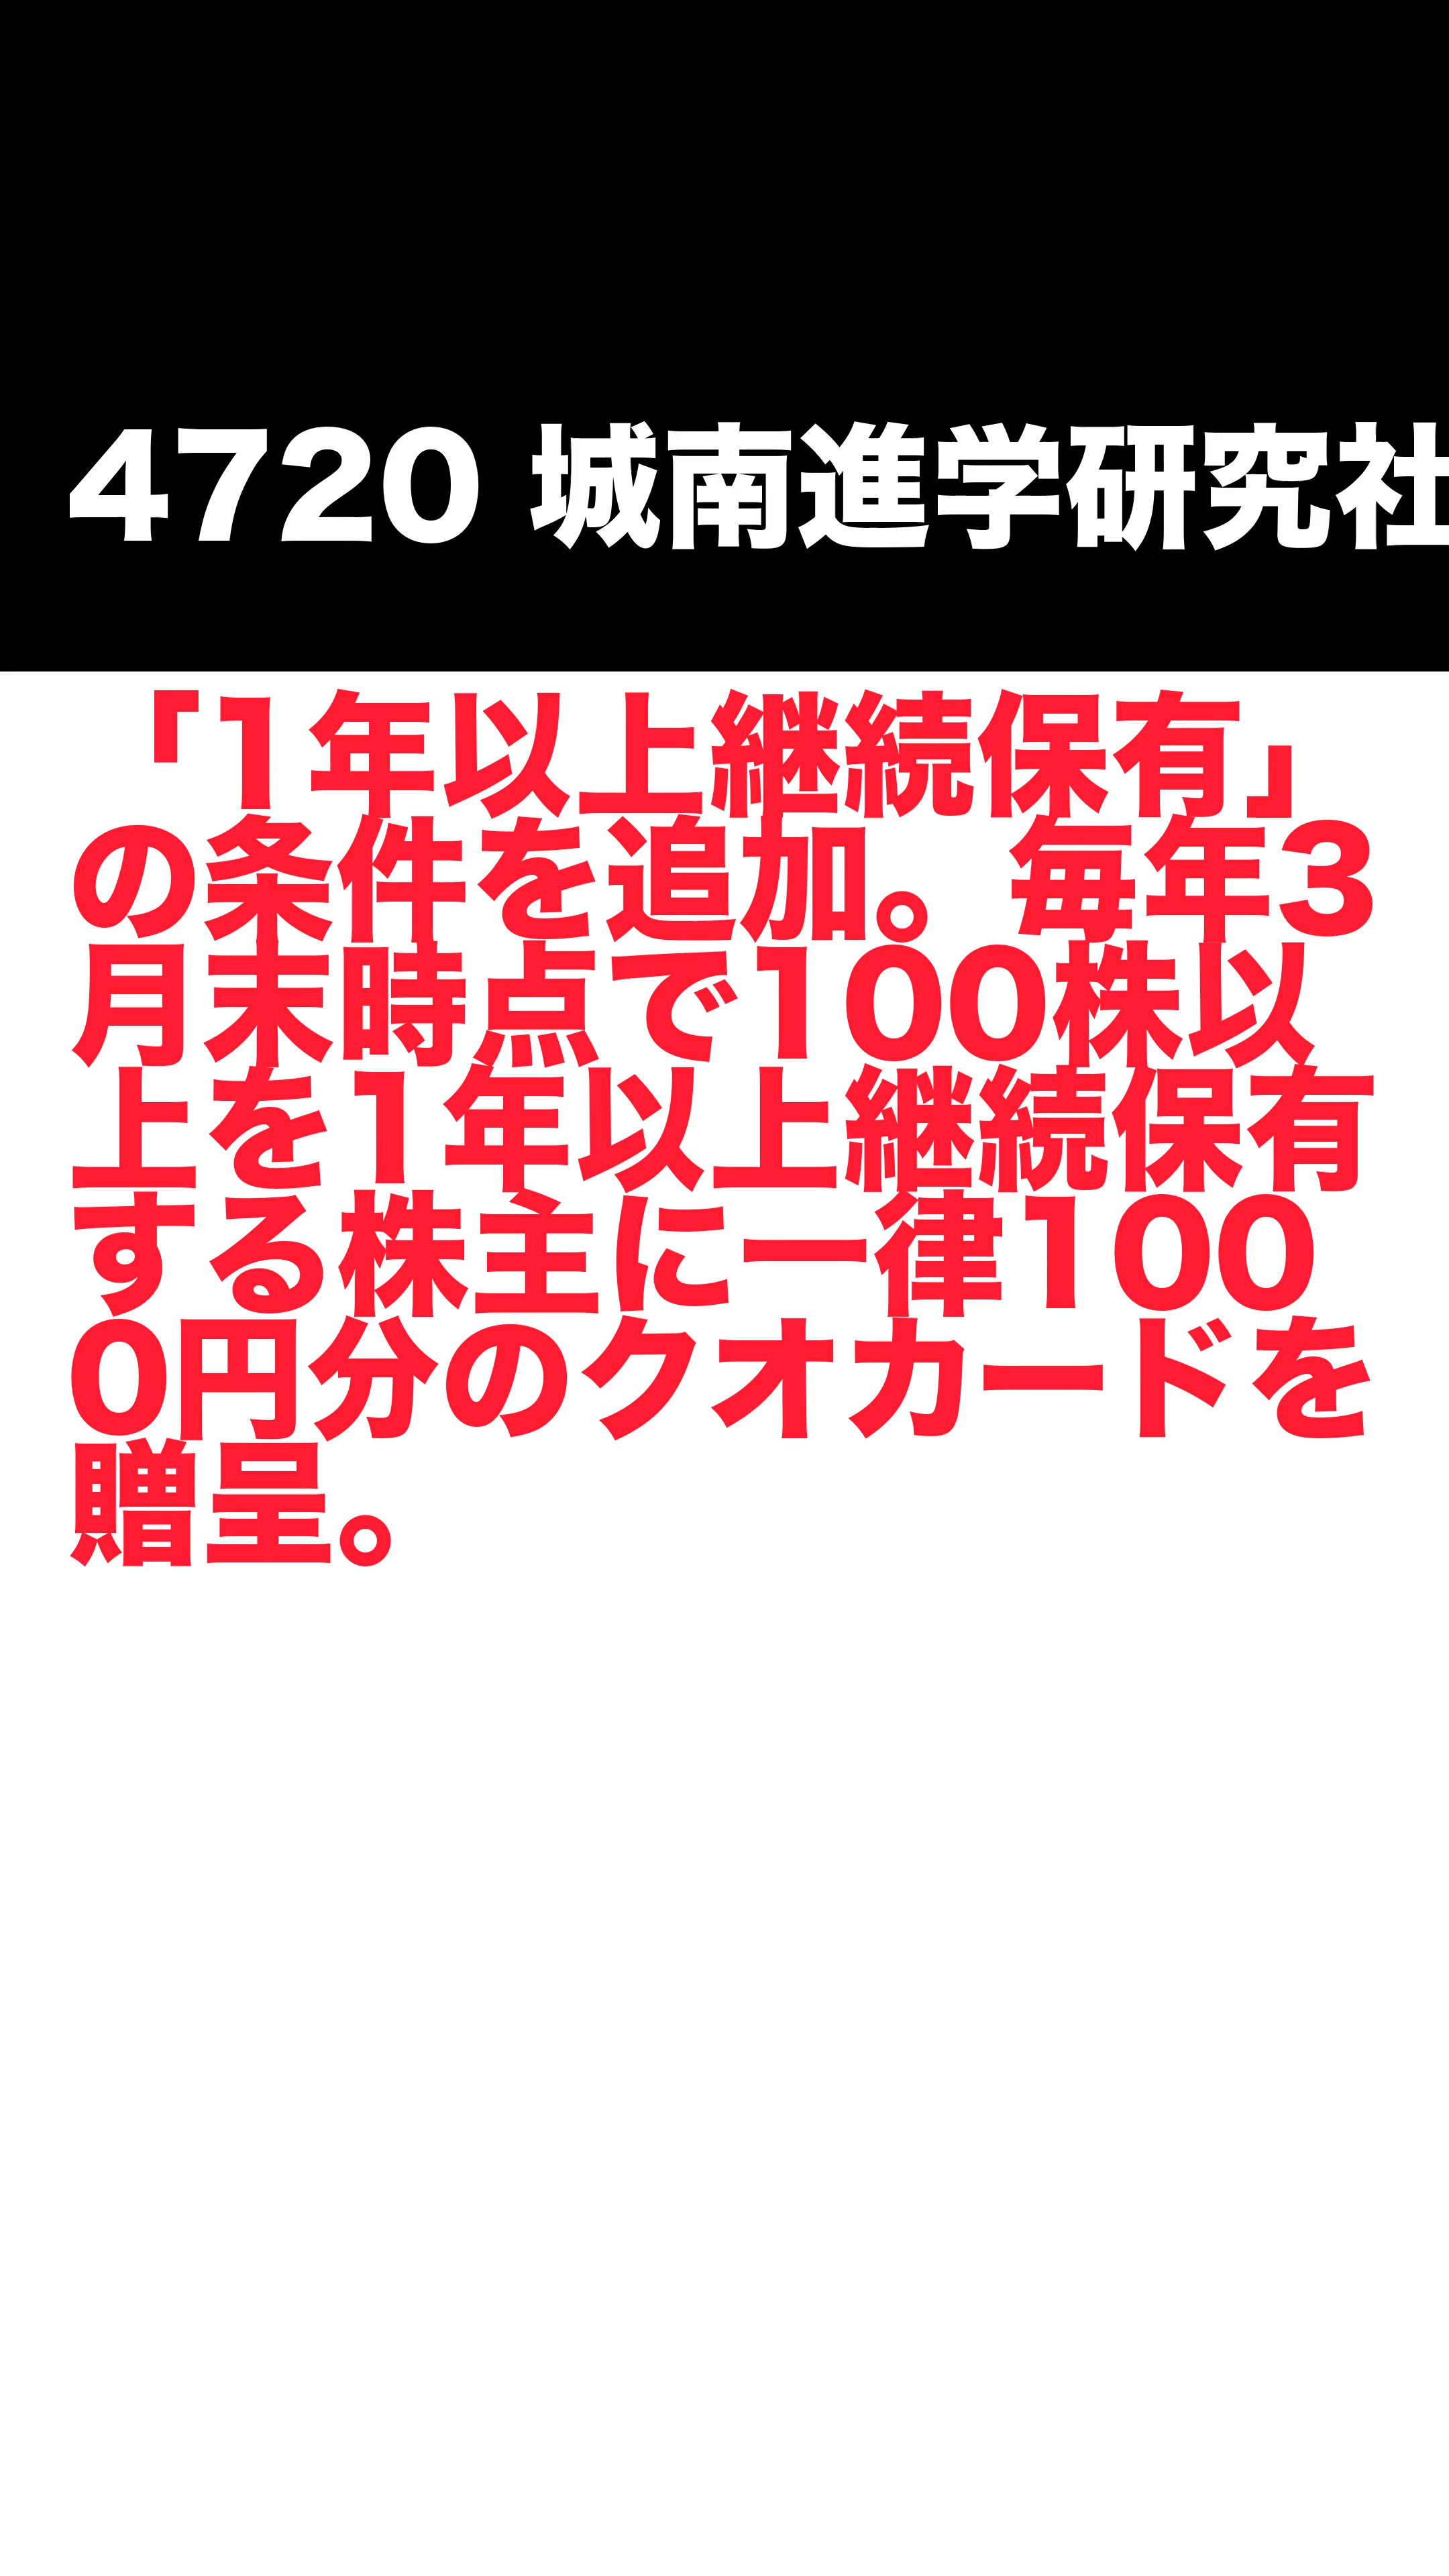 4720 城南進学研究社
「1年以上継続保有」
の条件を追加。毎年3
月末時点で100株以
上を1年以上継続保有
する株主に一律100
0円分のクオカードを
贈呈。